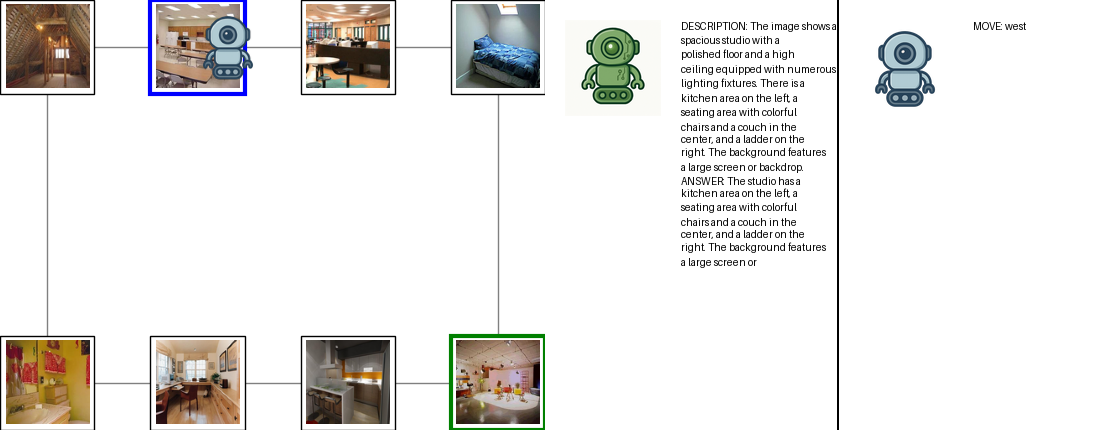 DESCRIPTION: The image shows a
spacious studio with a
polished floor and a high
ceiling equipped with numerous
lighting fixtures. There is a
kitchen area on the left, a
seating area with colorful
chairs and a couch in the
center, and a ladder on the
right. The background features
a large screen or backdrop.
ANSWER: The studio has a
kitchen area on the left, a
seating area with colorful
chairs and a couch in the
center, and a ladder on the
right. The background features
a large screen or
MOVE: west